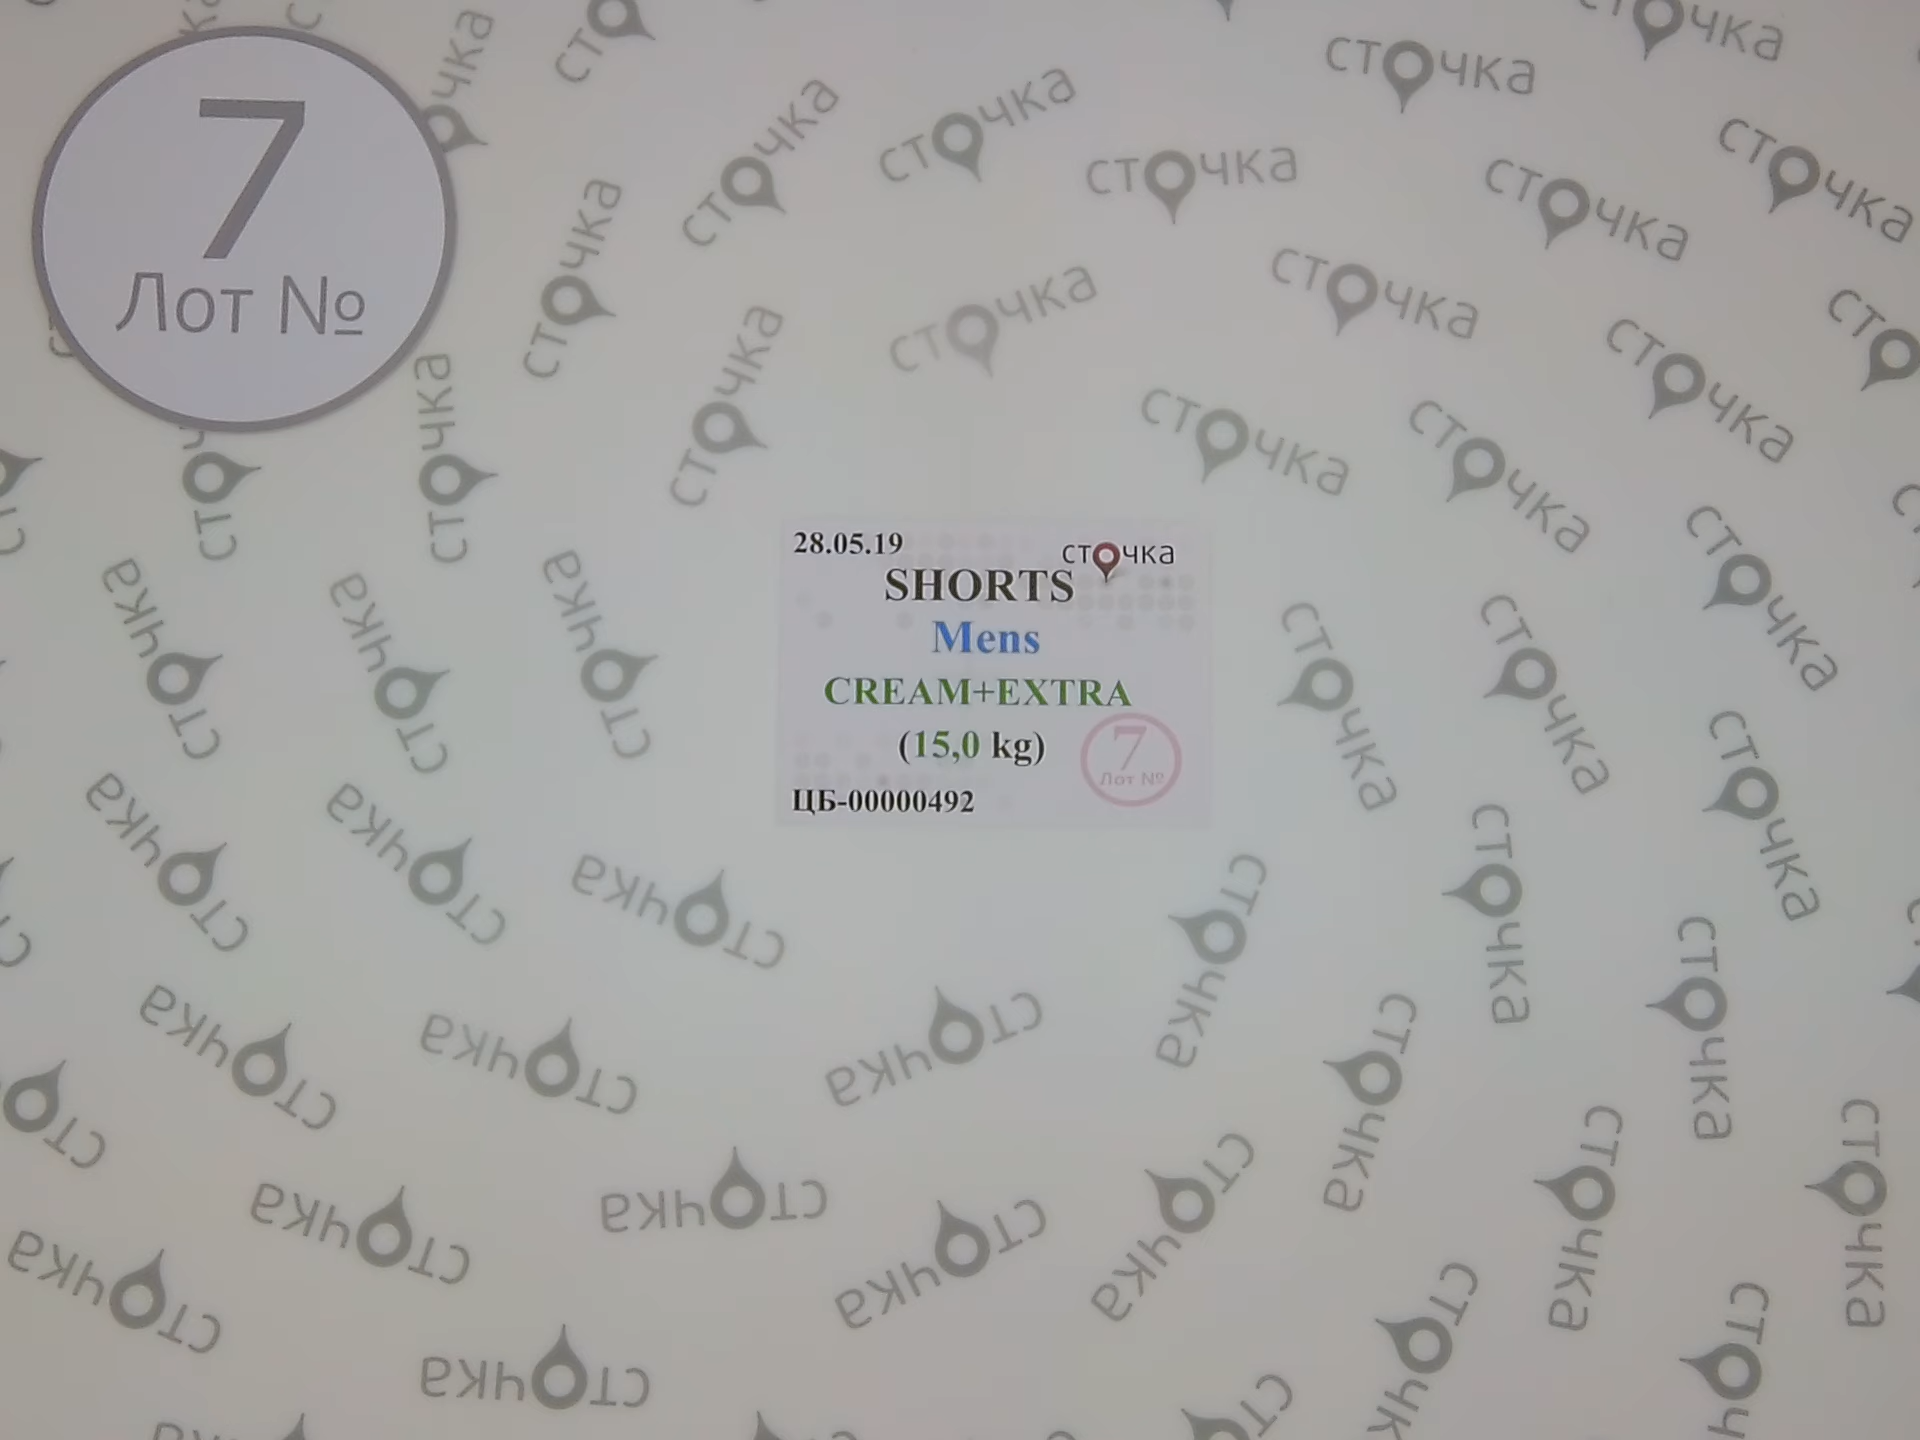 7
Лот №
28.05.19
сточка
SHORTS
Mens
CREAM+EXTRA
(15,0 kg)
7
Лот №
ЦБ-00000492
сточка